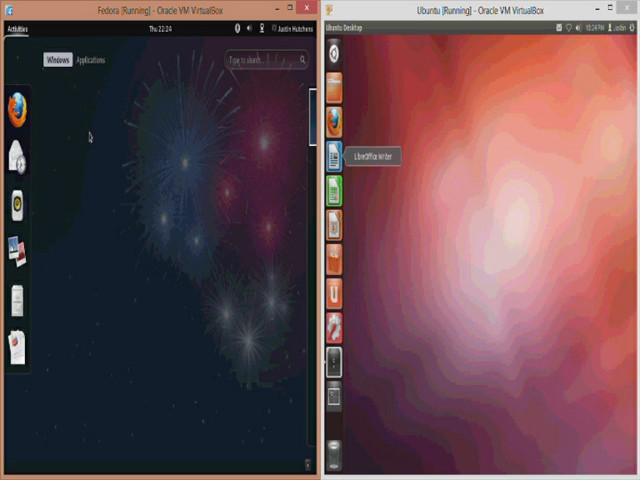 Fedora [Running] - Oracle VM VirtualBox
Activities
Thu 22:24
Justin Hutchens
Windows
Applications
Type to search...
Ubuntu [Running] - Oracle VM VirtualBox
Ubuntu Desktop
10:24 PM
Justin
LibreOffice Writer